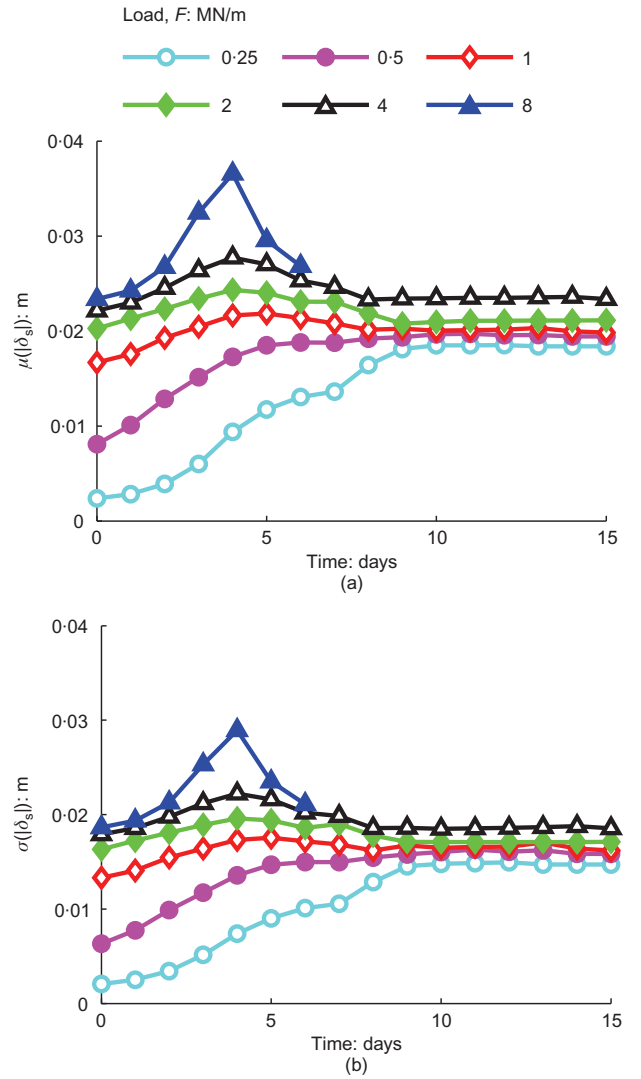 Load, F: MN/m
0·25 0·5 1
2 4 8
0·04
0·03
0·02
0·01
0
μ(|δs|): m
0 5 10 15
Time: days
(a)
0·04
0·03
0·02
0·01
0
σ(|δs|): m
0 5 10 15
Time: days
(b)